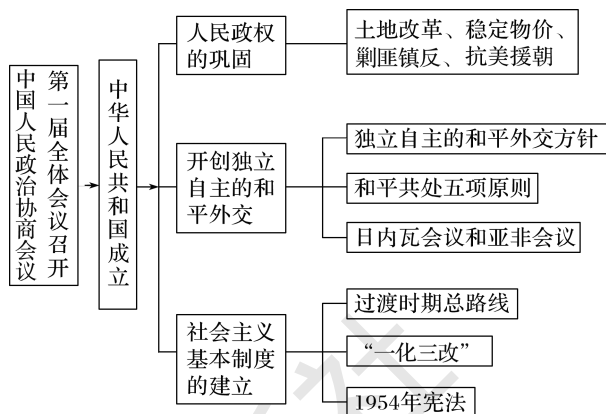 中国人民政治协商会议
第一届全体会议召开
中华人民共和国成立
人民政权
的巩固
土地改革、稳定物价、
剿匪镇反、抗美援朝
开创独立
自主的和
平外交
独立自主的和平外交方针
和平共处五项原则
日内瓦会议和亚非会议
社会主义
基本制度
的建立
过渡时期总路线
“一化三改”
1954年宪法